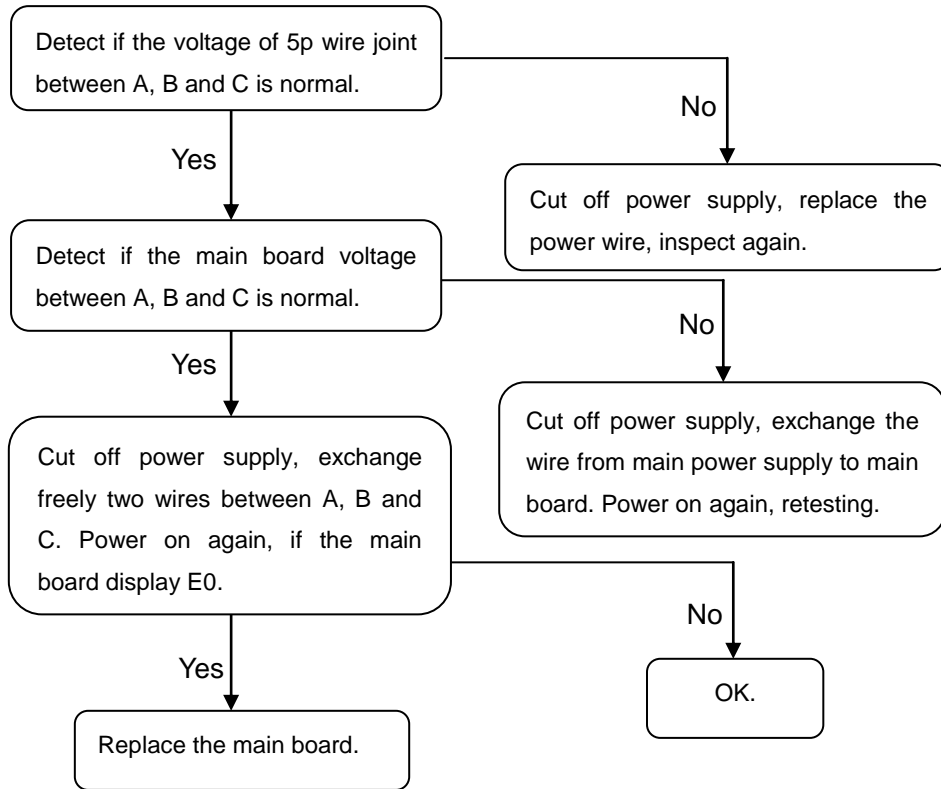 Detect if the voltage of 5p wire joint
between A, B and C is normal.
No
Yes
Cut off power supply, replace the
power wire, inspect again.
Detect if the main board voltage
between A, B and C is normal.
No
Yes
Cut off power supply, exchange the
wire from main power supply to main
board. Power on again, retesting.
Cut off power supply, exchange
freely two wires between A, B and
C. Power on again, if the main
board display E0.
No
Yes
OK.
Replace the main board.